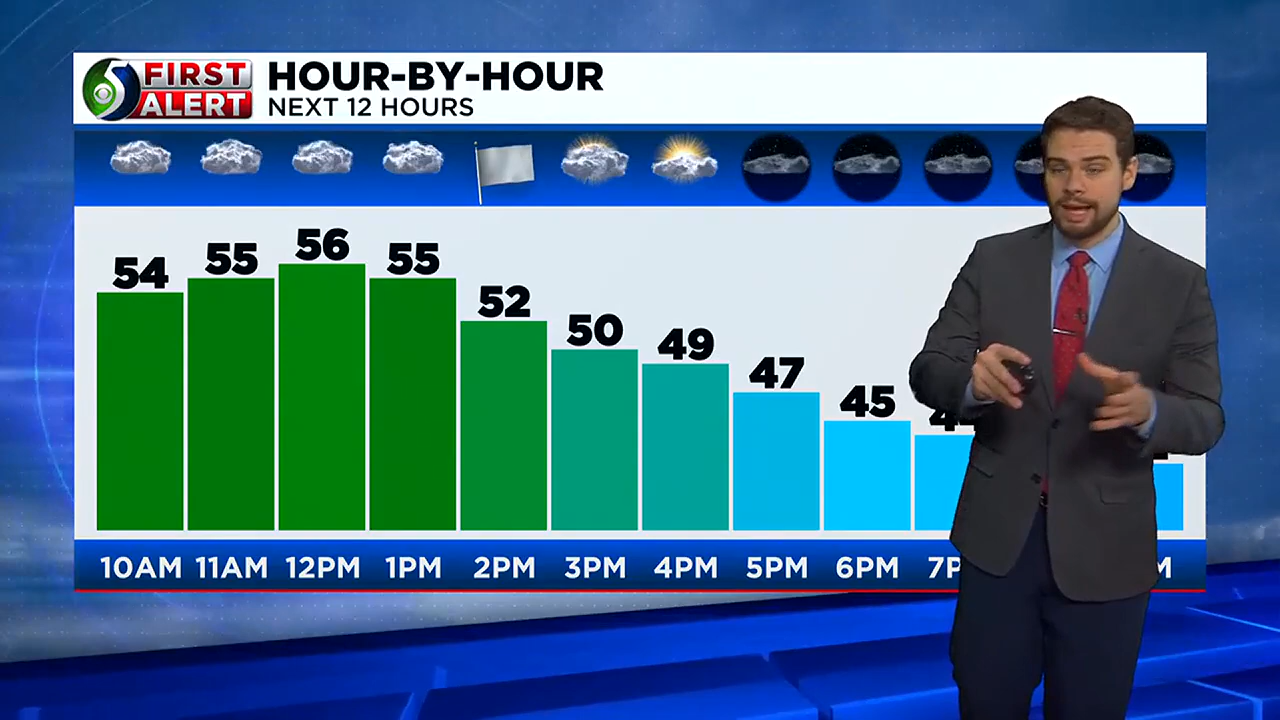 5 FIRST ALERT
HOUR-BY-HOUR
NEXT 12 HOURS
54 55 56 55 52 50 49 47 45
10AM 11AM 12PM 1PM 2PM 3PM 4PM 5PM 6PM